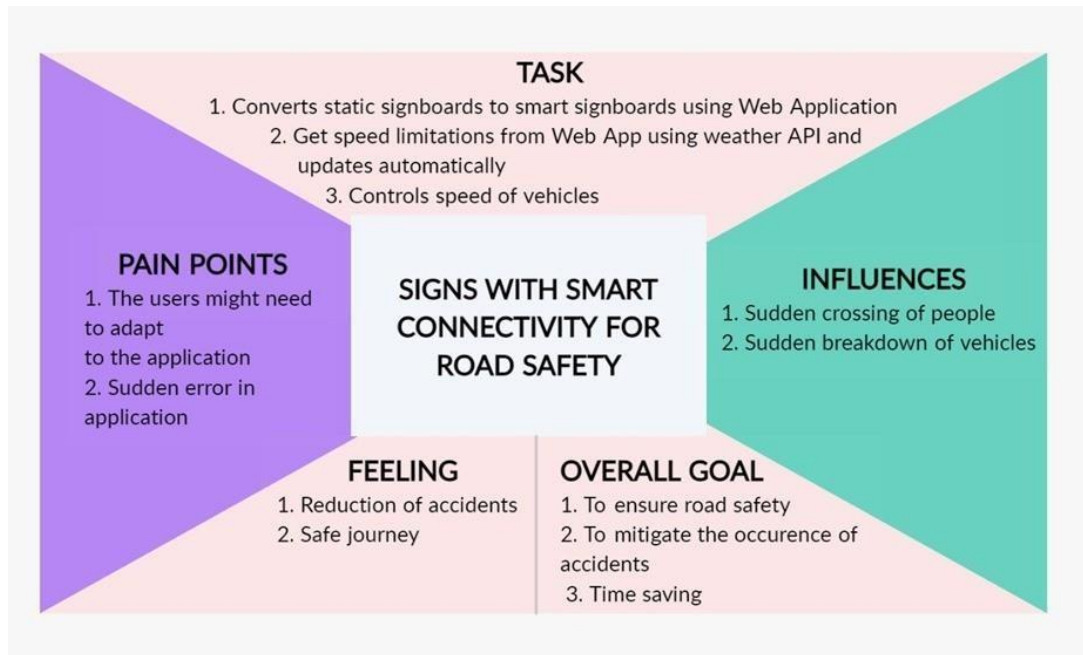 TASK
1. Converts static signboards to smart signboards using Web Application
2. Get speed limitations from Web App using weather API and
updates automatically
3. Controls speed of vehicles
PAIN POINTS
1. The users might need
to adapt
to the application
2. Sudden error in
application
SIGNS WITH SMART
CONNECTIVITY FOR
ROAD SAFETY
INFLUENCES
1. Sudden crossing of people
2. Sudden breakdown of vehicles
FEELING
1. Reduction of accidents
2. Safe journey
OVERALL GOAL
1. To ensure road safety
2. To mitigate the occurence of
accidents
3. Time saving